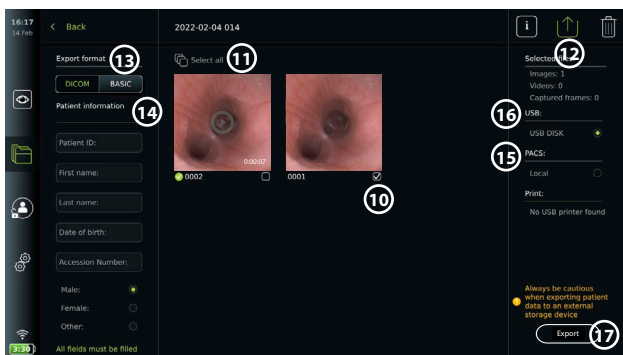 16:17
14 Feb
Back
2022-02-04 014
i
Export format
13
Select all
11
12
DICOM
BASIC
Patient information
14
Patient ID:
First name:
Last name:
Date of birth:
Accession Number:
Male:
Female:
Other:
All fields must be filled
3:30
0:00:07
0002
0001
10
Images: 1
Videos: 0
Captured frames: 0
16
USB:
USB DISK
15
PACS:
Local
Print:
No USB printer found
Always be cautious
when exporting patient
data to an external
storage device
Export
17